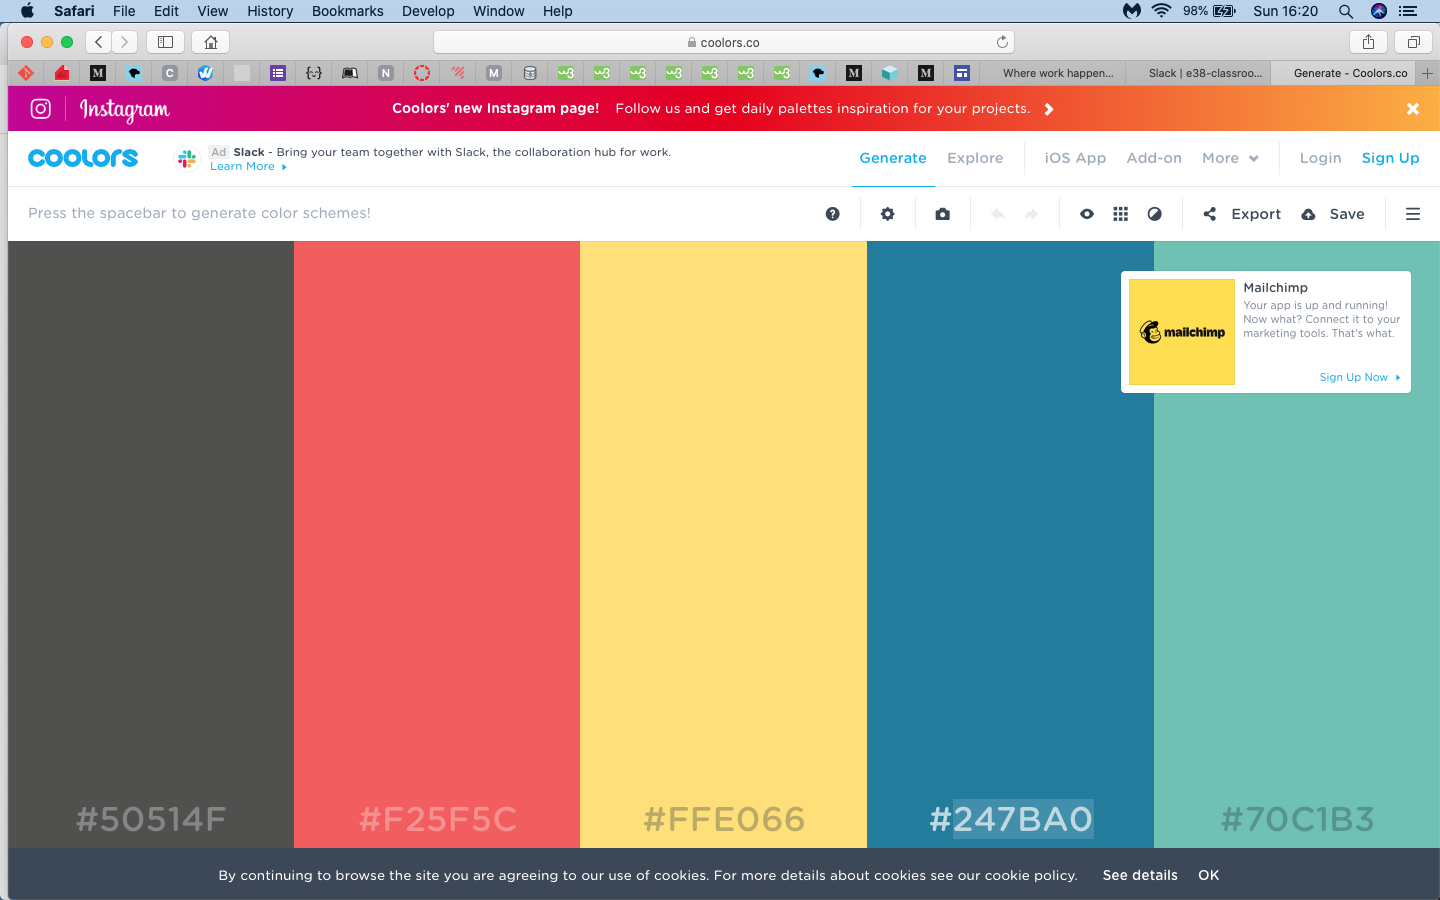 Safari File Edit View History Bookmarks Develop Window Help 98% Sun 16:20
coolors.co
M C N M M M Where work happen... Slack | e38-classroo... Generate - Coolors.co
Instagram Coolors' new Instagram page! Follow us and get daily palettes inspiration for your projects.
coolors
Ad Slack - Bring your team together with Slack, the collaboration hub for work.
Learn More
Generate Explore iOS App Add-on More Login Sign Up
Press the spacebar to generate color schemes! Export Save
Mailchimp
Your app is up and running!
Now what? Connect it to your
marketing tools. That's what.
mailchimp
Sign Up Now
#50514F #F25F5C #FFE066 #247BA0 #70C1B3
By continuing to browse the site you are agreeing to our use of cookies. For more details about cookies see our cookie policy. See details OK